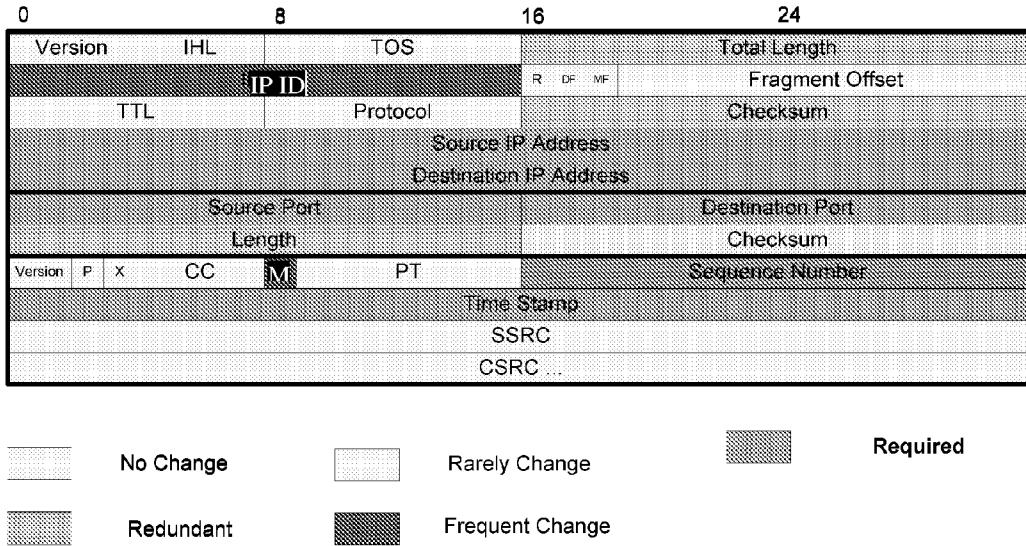 0 8 16 24
Version IHL TOS Total Length
IP ID R DF MF Fragment Offset
TTL Protocol Checksum
Source IP Address
Destination IP Address
Source Port Destination Port
Length Checksum
Version P X CC M PT Sequence Number
Time Stamp
SSRC
CSRC ...
No Change Rarely Change Required
Redundant Frequent Change